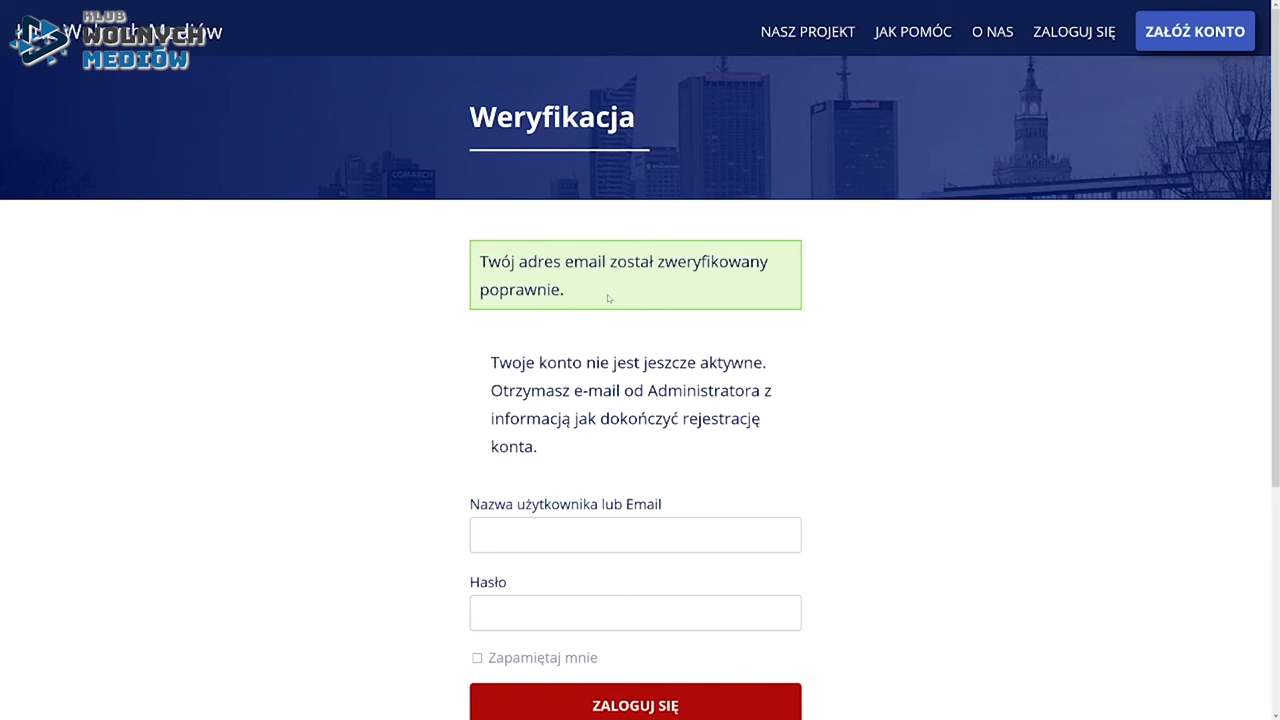 KLUB
WOLNYCH
MEDIÓW
NASZ PROJEKT
JAK POMÓC
O NAS
ZALOGUJ SIĘ
ZAŁÓŻ KONTO
Weryfikacja
COMARCH
Twój adres email został zweryfikowany
poprawnie.
Twoje konto nie jest jeszcze aktywne.
Otrzymasz e-mail od Administratora z
informacją jak dokończyć rejestrację
konta.
Nazwa użytkownika lub Email
Hasło
Zapamiętaj mnie
ZALOGUJ SIĘ